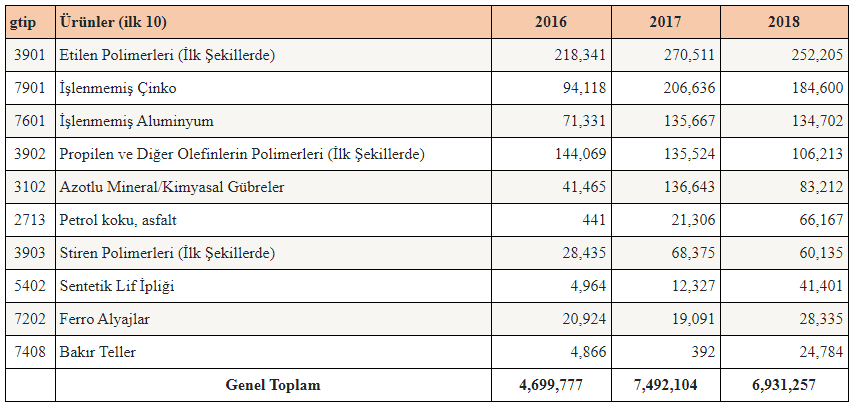 gtip Ürünler (ilk 10) 2016 2017 2018
3901 Etilen Polimerleri (İlk Şekillerde) 218,341 270,511 252,205
7901 İşlenmemiş Çinko 94,118 206,636 184,600
7601 İşlenmemiş Aluminyum 71,331 135,667 134,702
3902 Propilen ve Diğer Olefinlerin Polimerleri (İlk Şekillerde) 144,069 135,524 106,213
3102 Azotlu Mineral/Kimyasal Gübreler 41,465 136,643 83,212
2713 Petrol koku, asfalt 441 21,306 66,167
3903 Stiren Polimerleri (İlk Şekillerde) 28,435 68,375 60,135
5402 Sentetik Lif İpliği 4,964 12,327 41,401
7202 Ferro Alyajlar 20,924 19,091 28,335
7408 Bakır Teller 4,866 392 24,784
Genel Toplam 4,699,777 7,492,104 6,931,257